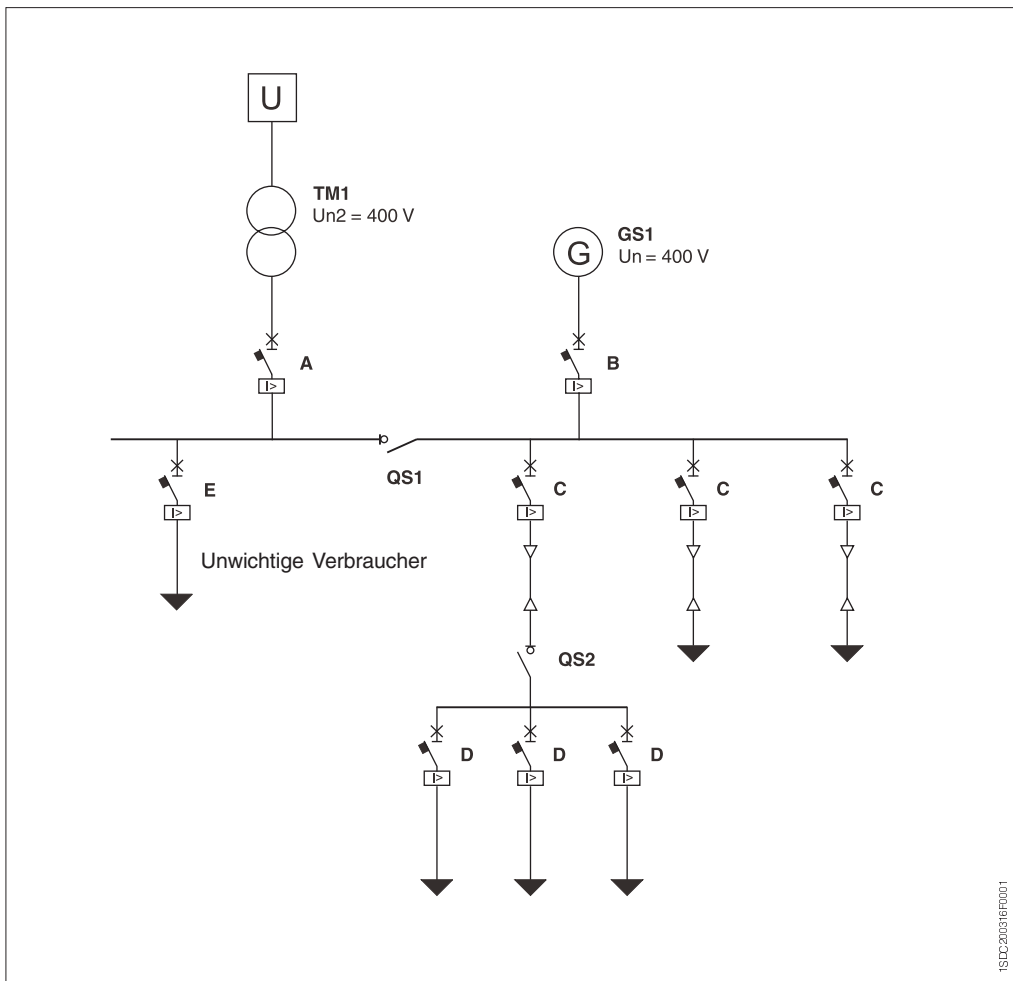 U
TM1
Un2 = 400 V
GS1
Un = 400 V
G
A
I>
B
I>
QS1
E
I>
C
I>
C
I>
C
I>
Unwichtige Verbraucher
QS2
D
I>
D
I>
D
I>
1SDC200316F0001